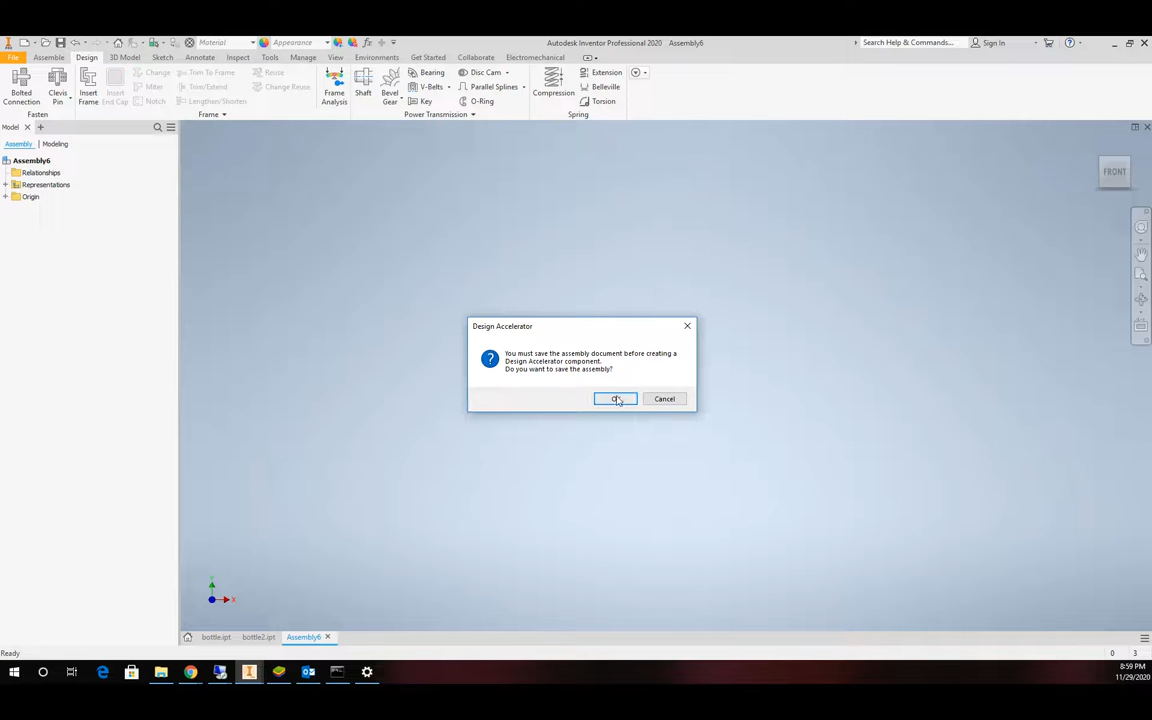 Material Appearance fx Autodesk Inventor Professional 2020 Assembly6 Search Help & Commands... Sign In
File Assemble Design 3D Model Sketch Annotate Inspect Tools Manage View Environments Get Started Collaborate Electromechanical
Bolted Connection Clevis Pin
Insert Frame Insert End Cap
Change Trim To Frame Reuse
Miter Trim/Extend Change Reuse
Notch Lengthen/Shorten
Frame Analysis Shaft Bevel Gear
Bearing Disc Cam
V-Belts Parallel Splines
Key O-Ring
Compression
Extension
Belleville
Torsion
Fasten Frame Power Transmission Spring
Model
Assembly Modeling
Assembly6
Relationships
Representations
Origin
FRONT
Design Accelerator
You must save the assembly document before creating a
Design Accelerator component.
Do you want to save the assembly?
Cancel
Y
X
bottle.ipt bottle2.ipt Assembly6
Ready 0 3
8:59 PM
11/29/2020